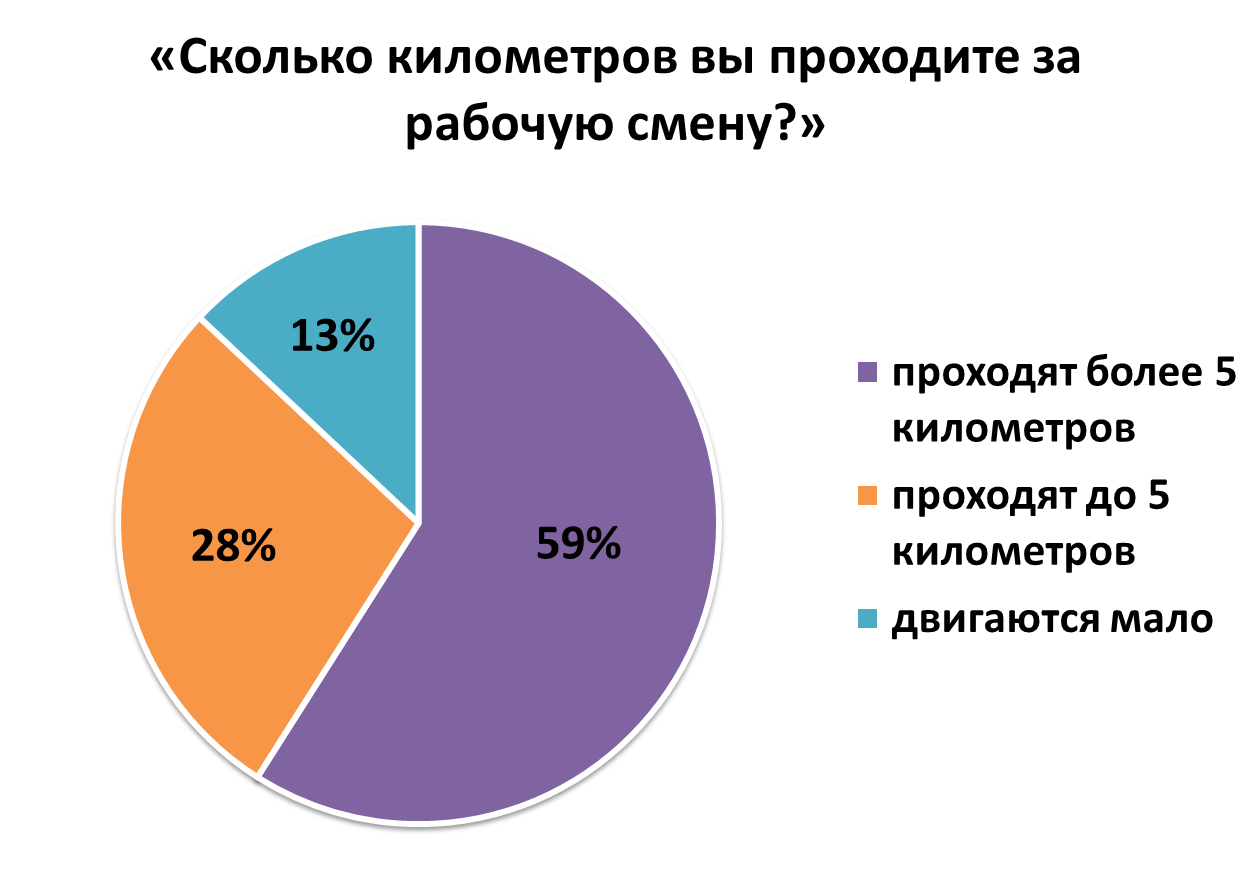 «Сколько километров вы проходите за
рабочую смену?»
13%
28%
59%
проходят более 5
километров
проходят до 5
километров
двигаются мало